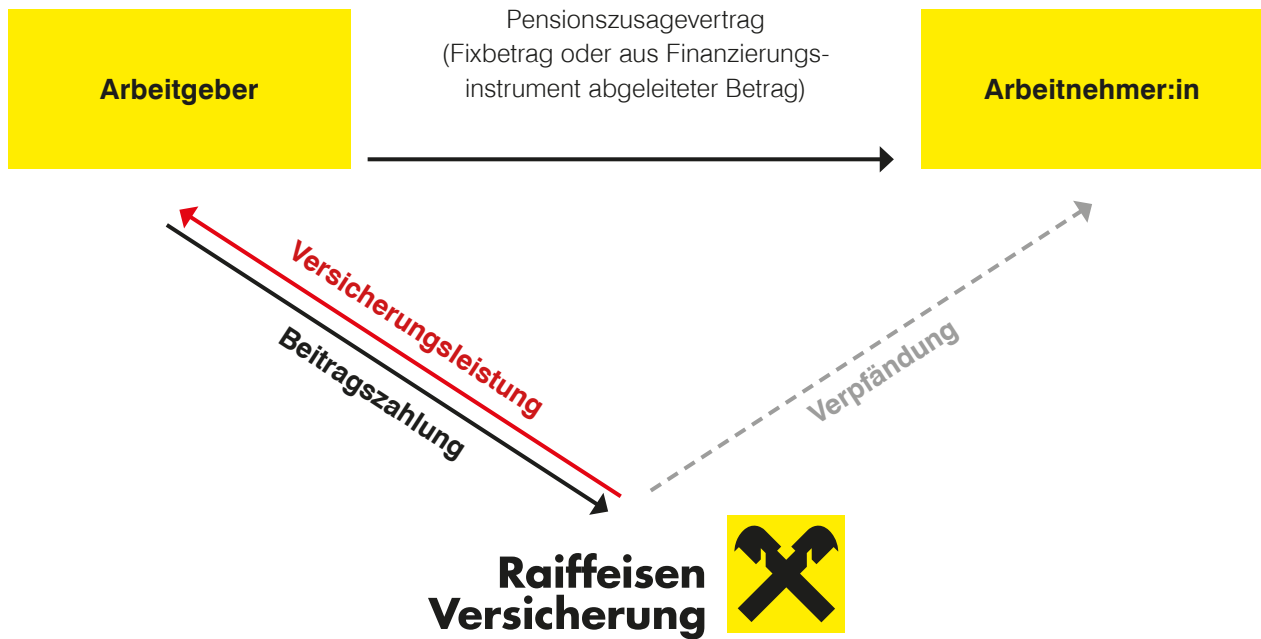 Pensionszusagevertrag
(Fixbetrag oder aus Finanzierungs-
instrument abgeleiteter Betrag)
Arbeitgeber
Arbeitnehmer:in
Versicherungsleistung
Beitragszahlung
Verpfändung
Raiffeisen
Versicherung